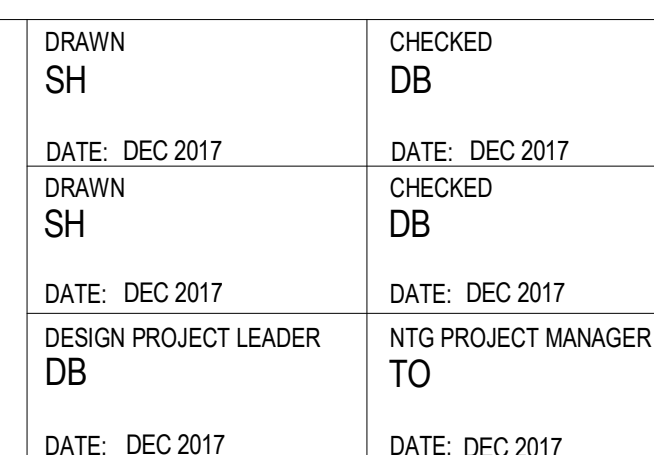 DRAWN
SH
DATE: DEC 2017
CHECKED
DB
DATE: DEC 2017
DRAWN
SH
DATE: DEC 2017
CHECKED
DB
DATE: DEC 2017
DESIGN PROJECT LEADER
DB
DATE: DEC 2017
NTG PROJECT MANAGER
TO
DATE: DEC 2017